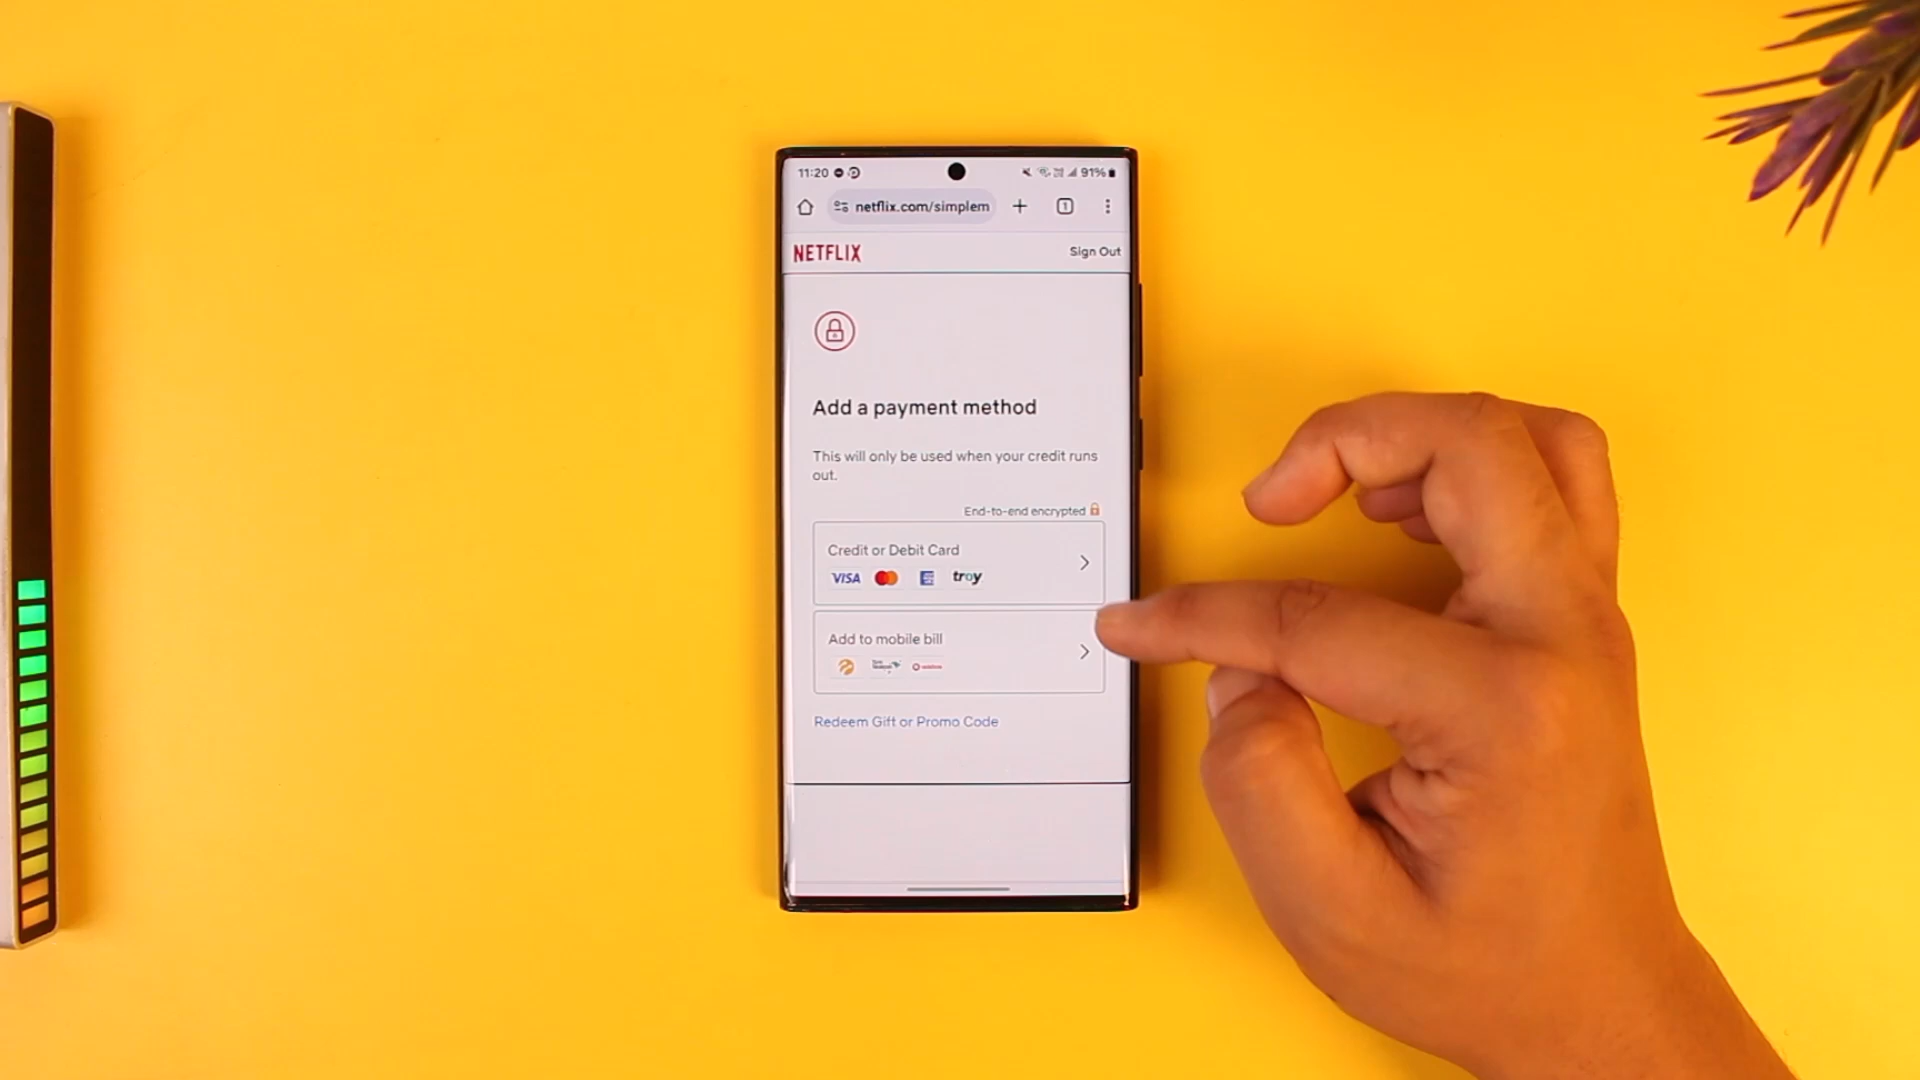 11:20 91%
netflix.com/simplem 1
NETFLIX Sign Out
Add a payment method
This will only be used when your credit runs
out.
End-to-end encrypted
Credit or Debit Card
VISA troy
Add to mobile bill
vodafone
Redeem Gift or Promo Code